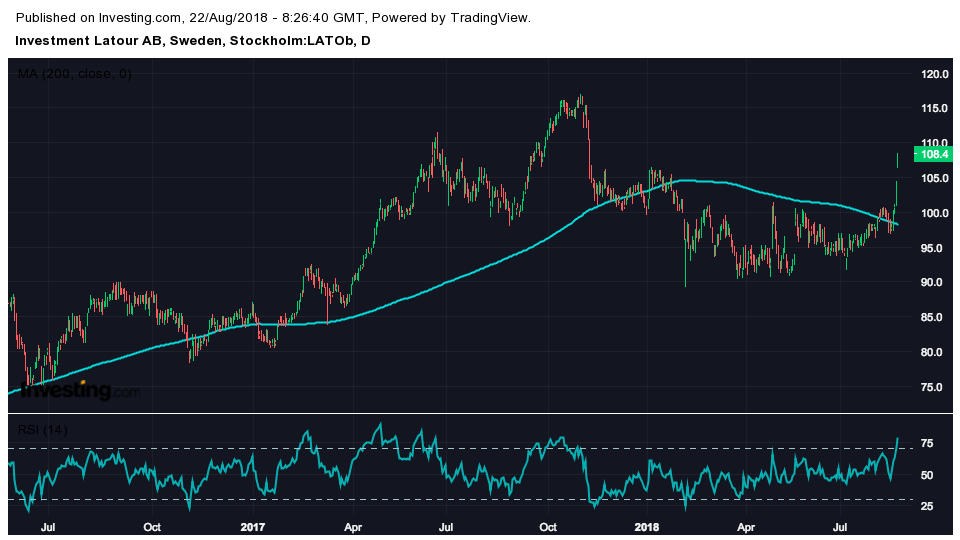 Published on Investing.com, 22/Aug/2018 - 8:26:40 GMT, Powered by TradingView.
Investment Latour AB, Sweden, Stockholm:LATOb, D
MA (200, close, 0)
120.0
115.0
110.0
108.4
105.0
100.0
95.0
90.0
85.0
80.0
75.0
Investing.com
RSI (14)
75
50
25
Jul Oct 2017 Apr Jul Oct 2018 Apr Jul